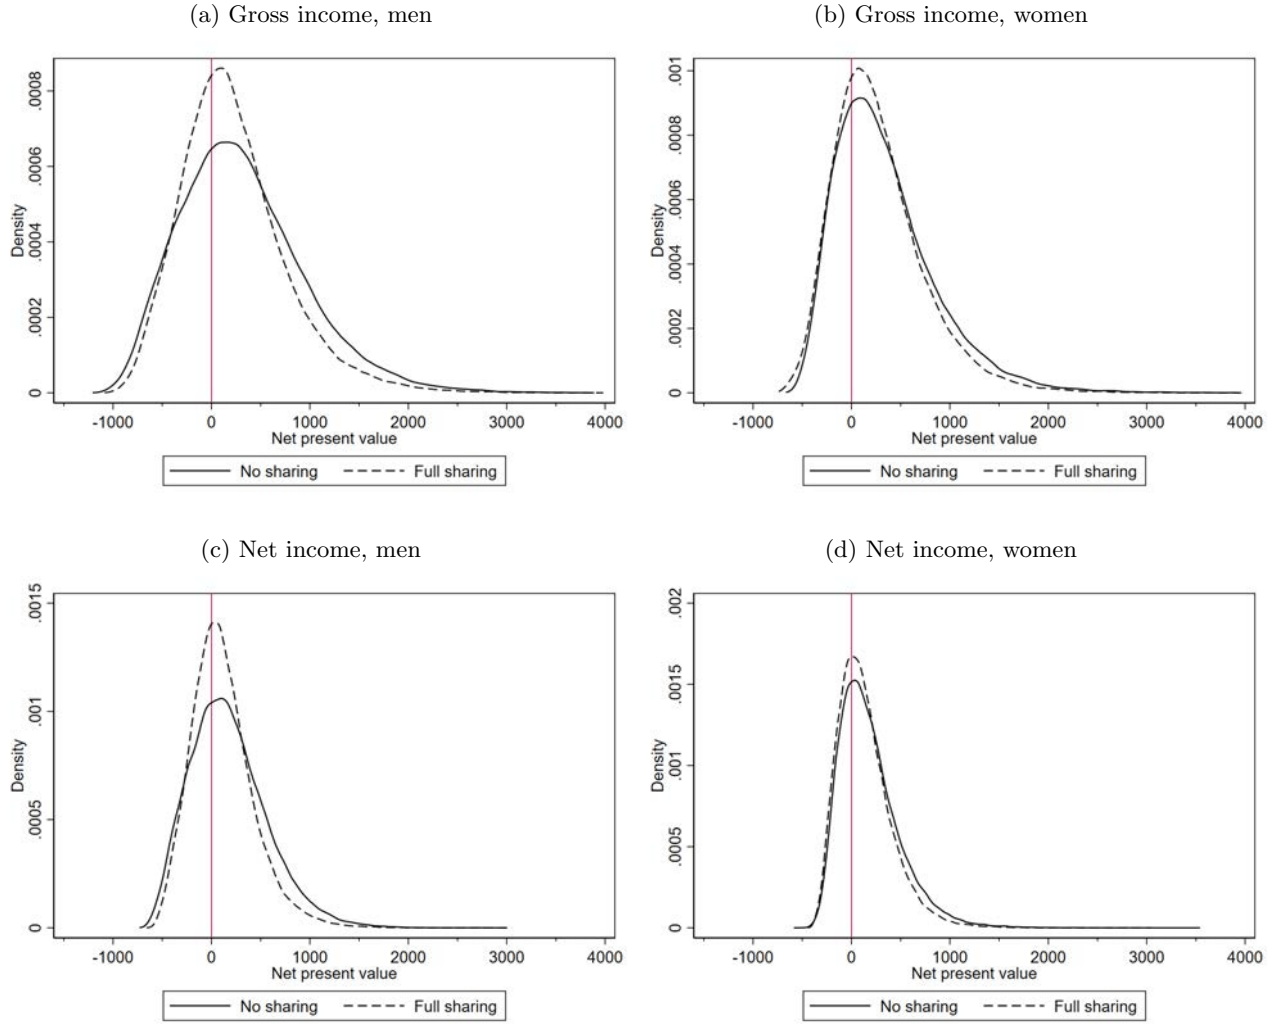 (a) Gross income, men
(b) Gross income, women
Density
0 .0002 .0004 .0006 .0008
-1000 0 1000 2000 3000 4000
Net present value
No sharing Full sharing
Density
0 .0002 .0004 .0006 .0008 .001
-1000 0 1000 2000 3000 4000
Net present value
No sharing Full sharing
(c) Net income, men
(d) Net income, women
Density
0 .0005 .001 .0015
-1000 0 1000 2000 3000 4000
Net present value
No sharing Full sharing
Density
0 .0005 .001 .0015 .002
-1000 0 1000 2000 3000 4000
Net present value
No sharing Full sharing